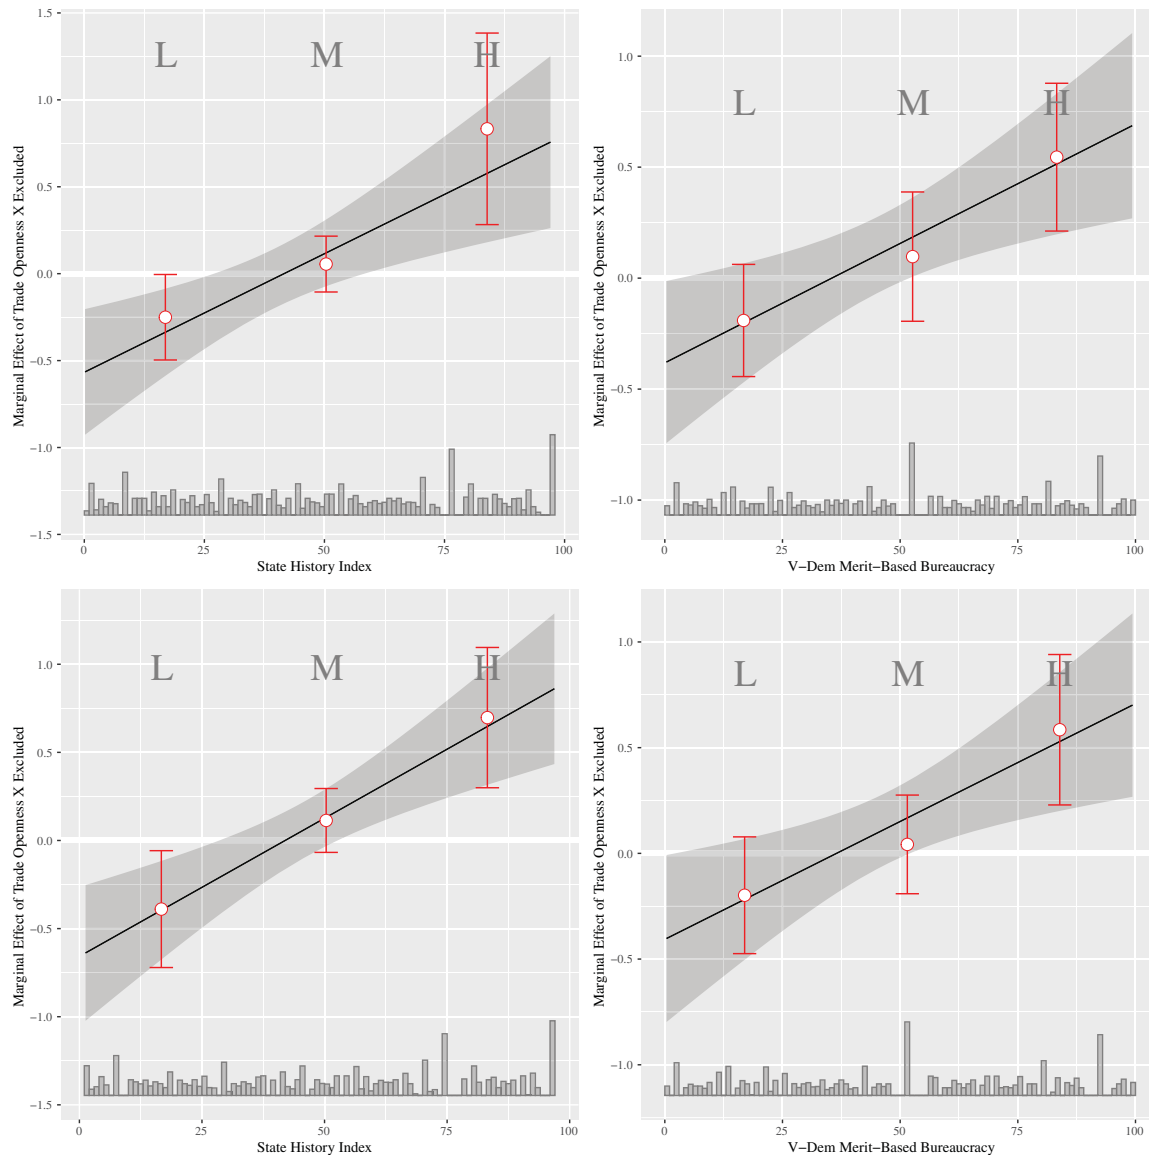 L M H
Marginal Effect of Trade Openness X Excluded
1.5
1.0
0.5
0.0
−0.5
−1.0
−1.5
0 25 50 75 100
State History Index
L M H
Marginal Effect of Trade Openness X Excluded
1.0
0.5
0.0
−0.5
−1.0
0 25 50 75 100
V−Dem Merit−Based Bureaucracy
L M H
Marginal Effect of Trade Openness X Excluded
1.0
0.5
0.0
−0.5
−1.0
−1.5
0 25 50 75 100
State History Index
L M H
Marginal Effect of Trade Openness X Excluded
1.0
0.5
0.0
−0.5
−1.0
0 25 50 75 100
V−Dem Merit−Based Bureaucracy